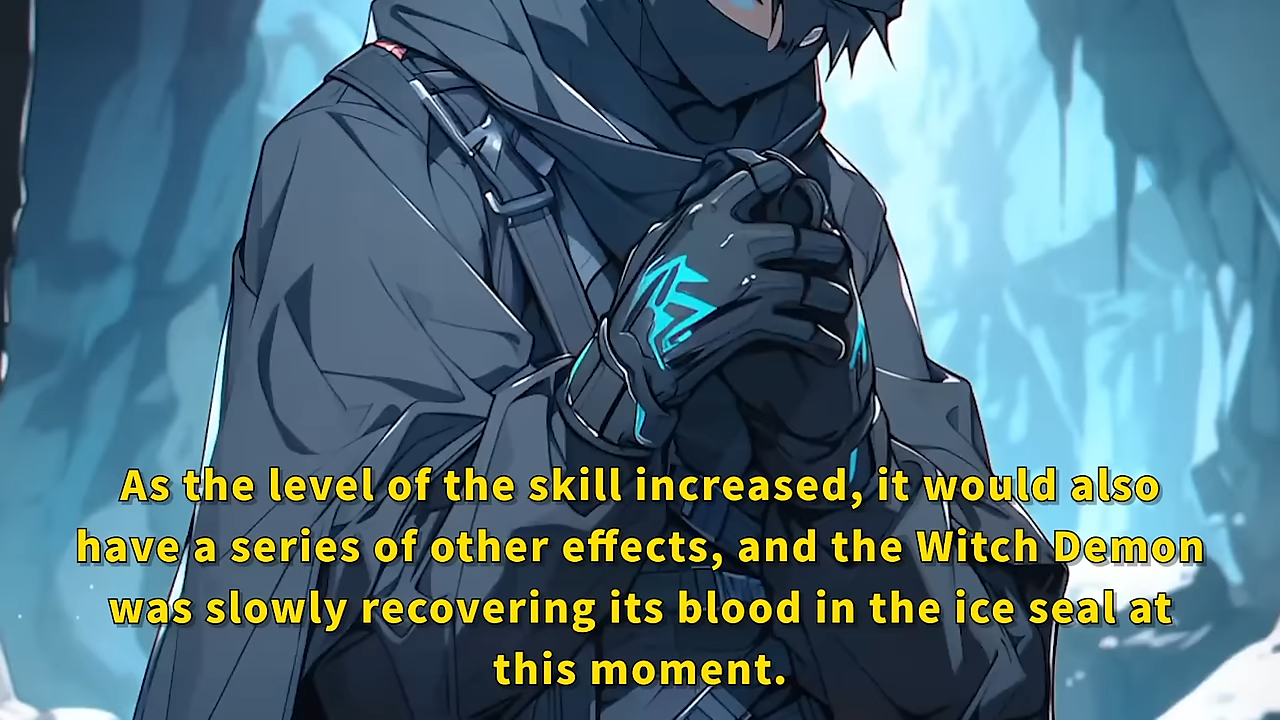 As the level of the skill increased, it would also
have a series of other effects, and the Witch Demon
was slowly recovering its blood in the ice seal at
this moment.